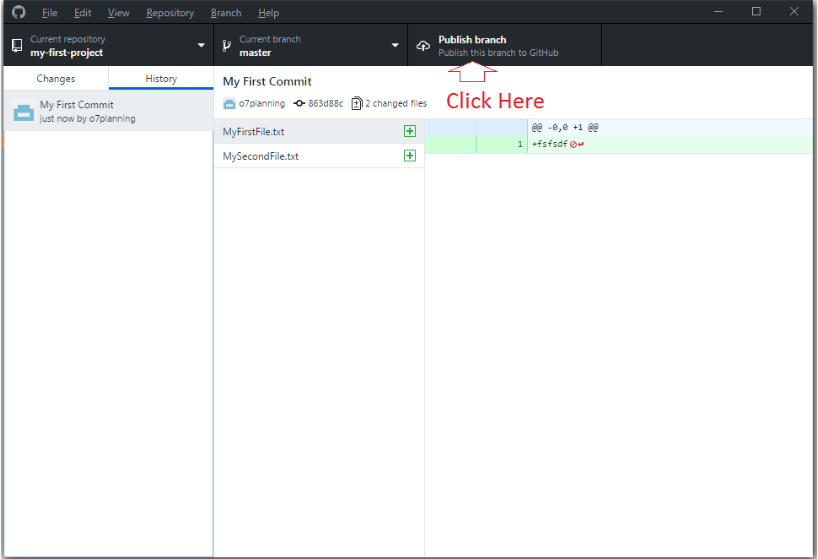 File Edit View Repository Branch Help
Current repository
my-first-project
Current branch
master
Publish branch
Publish this branch to GitHub
Click Here
Changes History
My First Commit
just now by o7planning
My First Commit
o7planning 863d88c 2 changed files
MyFirstFile.txt
MySecondFile.txt
@@ -0,0 +1 @@
1 +fsfsdf